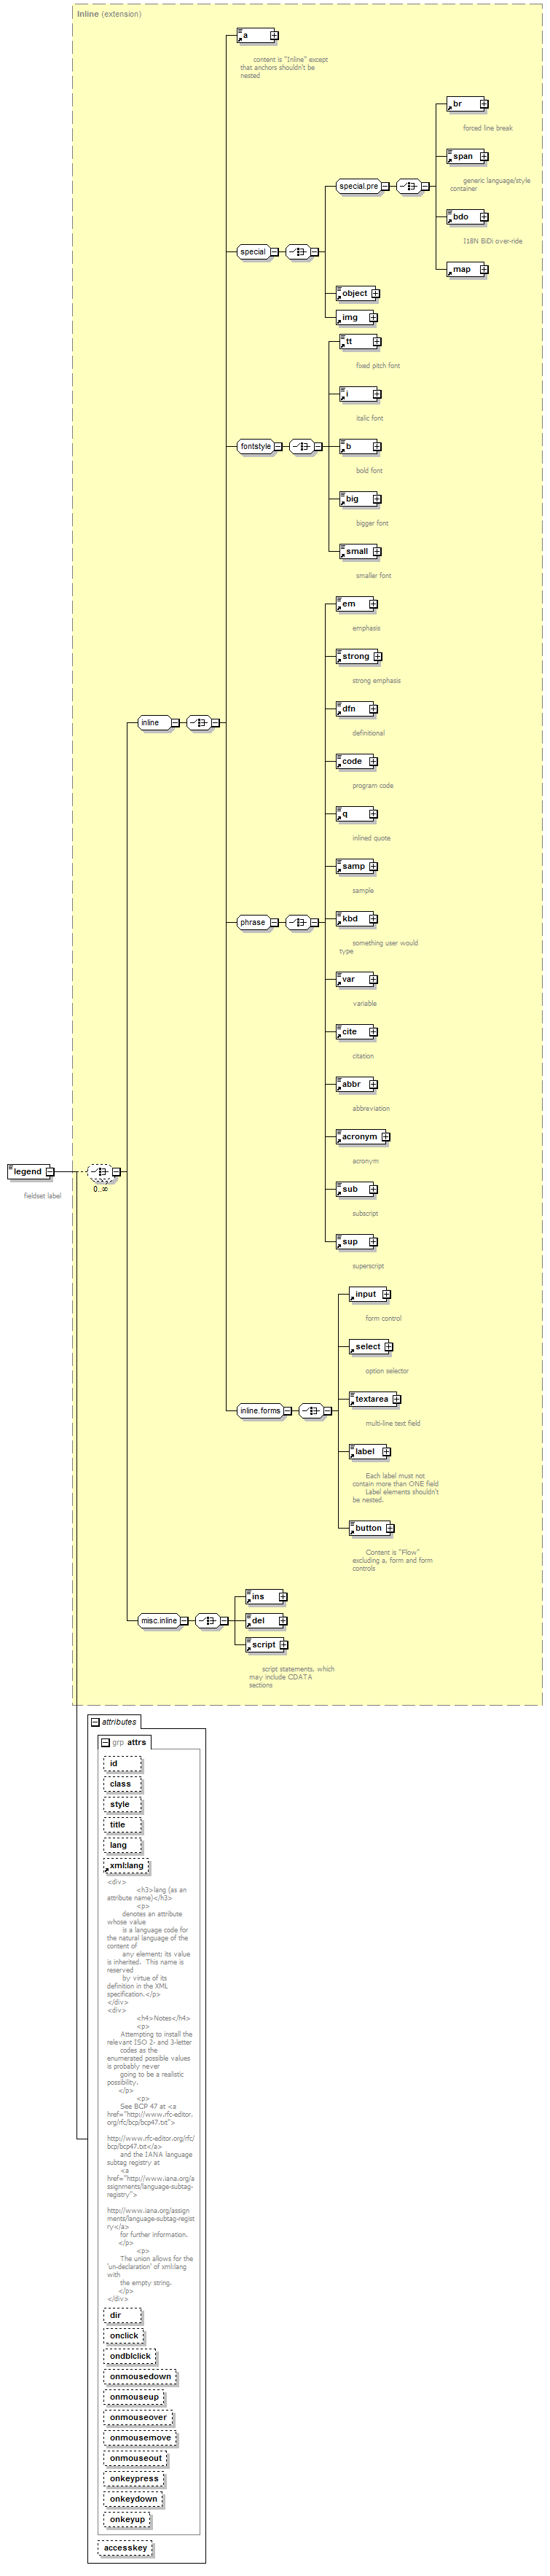 Inline (extension)
a
content is "Inline" except
that anchors shouldn't be
nested
br
forced line break
special.pre
span
generic language/style
container
bdo
I18N BiDi over-ride
special
map
object
img
tt
fixed pitch font
i
italic font
fontstyle
b
bold font
big
bigger font
small
smaller font
em
emphasis
strong
strong emphasis
dfn
definitional
inline
code
program code
q
inlined quote
samp
sample
phrase
kbd
something user would
type
var
variable
cite
citation
abbr
abbreviation
acronym
acronym
legend
fieldset label
0..∞
sub
subscript
sup
superscript
input
form control
select
option selector
textarea
multi-line text field
inline.forms
label
Each label must not
contain more than ONE field
Label elements shouldn't
be nested.
button
Content is "Flow"
excluding a, form and form
controls
ins
misc.inline
del
script
script statements, which
may include CDATA
sections
attributes
grp attrs
id
class
style
title
lang
xml:lang
<div>
<h3>lang (as an
attribute name)</h3>
<p>
denotes an attribute
whose value
is a language code for
the natural language of the
content of
any element; its value
is inherited. This name is
reserved
by virtue of its
definition in the XML
specification.</p>
</div>
<div>
<h4>Notes</h4>
<p>
Attempting to install the
relevant ISO 2- and 3-letter
codes as the
enumerated possible values
is probably never
going to be a realistic
possibility.
</p>
<p>
See BCP 47 at <a
href="http://www.rfc-editor.
org/rfc/bcp/bcp47.txt">
http://www.rfc-editor.org/rfc/
bcp/bcp47.txt</a>
and the IANA language
subtag registry at
<a
href="http://www.iana.org/a
ssignments/language-subtag-
registry">
http://www.iana.org/assign
ments/language-subtag-regist
ry</a>
for further information.
</p>
<p>
The union allows for the
'un-declaration' of xml:lang
with
the empty string.
</p>
</div>
dir
onclick
ondblclick
onmousedown
onmouseup
onmouseover
onmousemove
onmouseout
onkeypress
onkeydown
onkeyup
accesskey